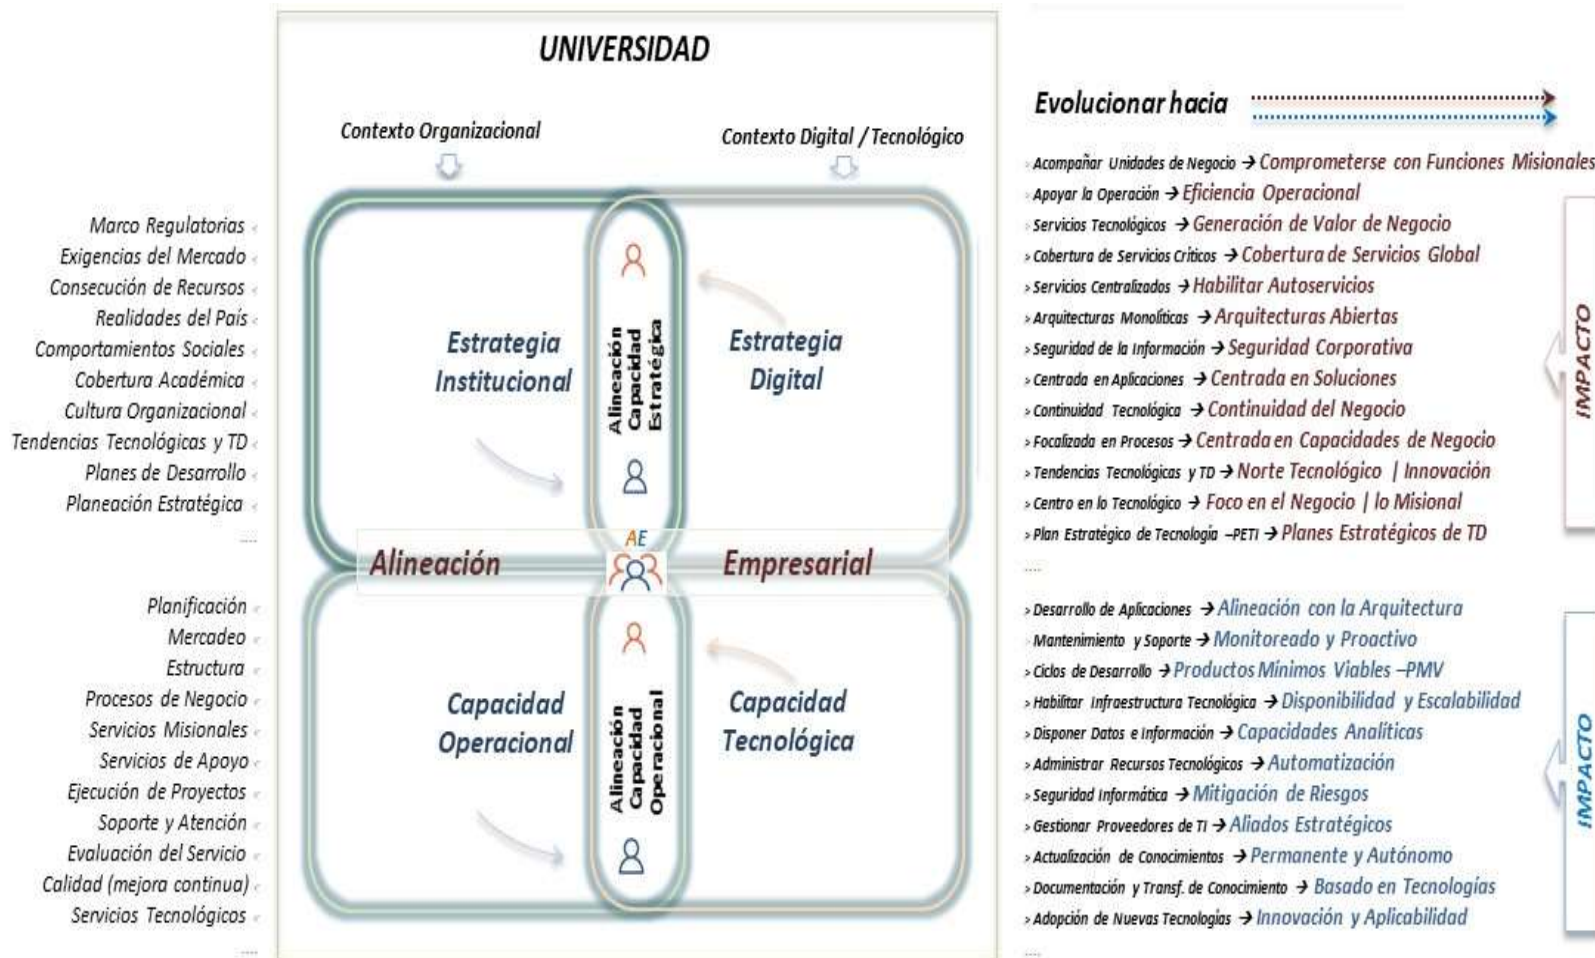 UNIVERSIDAD
Contexto Organizacional
Contexto Digital / Tecnológico
Marco Regulatorias
Exigencias del Mercado
Consecución de Recursos
Realidades del País
Comportamientos Sociales
Cobertura Académica
Cultura Organizacional
Tendencias Tecnológicas y TD
Planes de Desarrollo
Planeación Estratégica
....
Planificación
Mercadeo
Estructura
Procesos de Negocio
Servicios Misionales
Servicios de Apoyo
Ejecución de Proyectos
Soporte y Atención
Evaluación del Servicio
Calidad (mejora continua)
Servicios Tecnológicos
....
Estrategia
Institucional
Alineación
Capacidad
Estratégica
Estrategia
Digital
AE
Alineación
Empresarial
Capacidad
Operacional
Alineación
Capacidad
Operacional
Capacidad
Tecnológica
Evolucionar hacia
> Acompañar Unidades de Negocio → Comprometerse con Funciones Misionales
> Apoyar la Operación → Eficiencia Operacional
> Servicios Tecnológicos → Generación de Valor de Negocio
> Cobertura de Servicios Críticos → Cobertura de Servicios Global
> Servicios Centralizados → Habilitar Autoservicios
> Arquitecturas Monolíticas → Arquitecturas Abiertas
> Seguridad de la Información → Seguridad Corporativa
> Centrada en Aplicaciones → Centrada en Soluciones
> Continuidad Tecnológica → Continuidad del Negocio
> Focalizada en Procesos → Centrada en Capacidades de Negocio
> Tendencias Tecnológicas y TD → Norte Tecnológico | Innovación
> Centro en lo Tecnológico → Foco en el Negocio | lo Misional
> Plan Estratégico de Tecnología –PETI → Planes Estratégicos de TD
....
> Desarrollo de Aplicaciones → Alineación con la Arquitectura
> Mantenimiento y Soporte → Monitoreado y Proactivo
> Ciclos de Desarrollo → Productos Mínimos Viables –PMV
> Habilitar Infraestructura Tecnológica → Disponibilidad y Escalabilidad
> Disponer Datos e Información → Capacidades Analíticas
> Administrar Recursos Tecnológicos → Automatización
> Seguridad Informática → Mitigación de Riesgos
> Gestionar Proveedores de TI → Aliados Estratégicos
> Actualización de Conocimientos → Permanente y Autónomo
> Documentación y Transf. de Conocimiento → Basado en Tecnologías
> Adopción de Nuevas Tecnologías → Innovación y Aplicabilidad
....
IMPACTO
IMPACTO